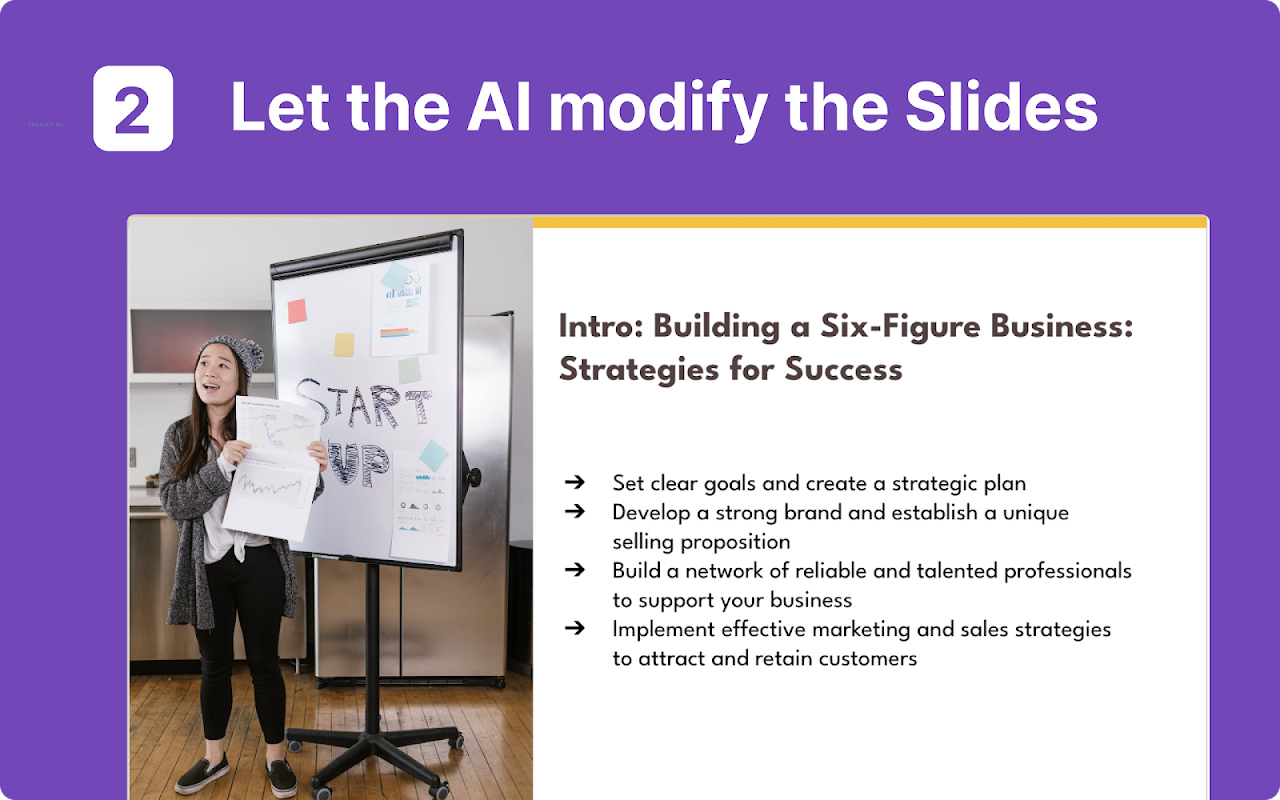 2
Let the AI modify the Slides
CREATED BY
START
UP
Intro: Building a Six-Figure Business:
Strategies for Success
➔ Set clear goals and create a strategic plan
➔ Develop a strong brand and establish a unique
selling proposition
➔ Build a network of reliable and talented professionals
to support your business
➔ Implement effective marketing and sales strategies
to attract and retain customers